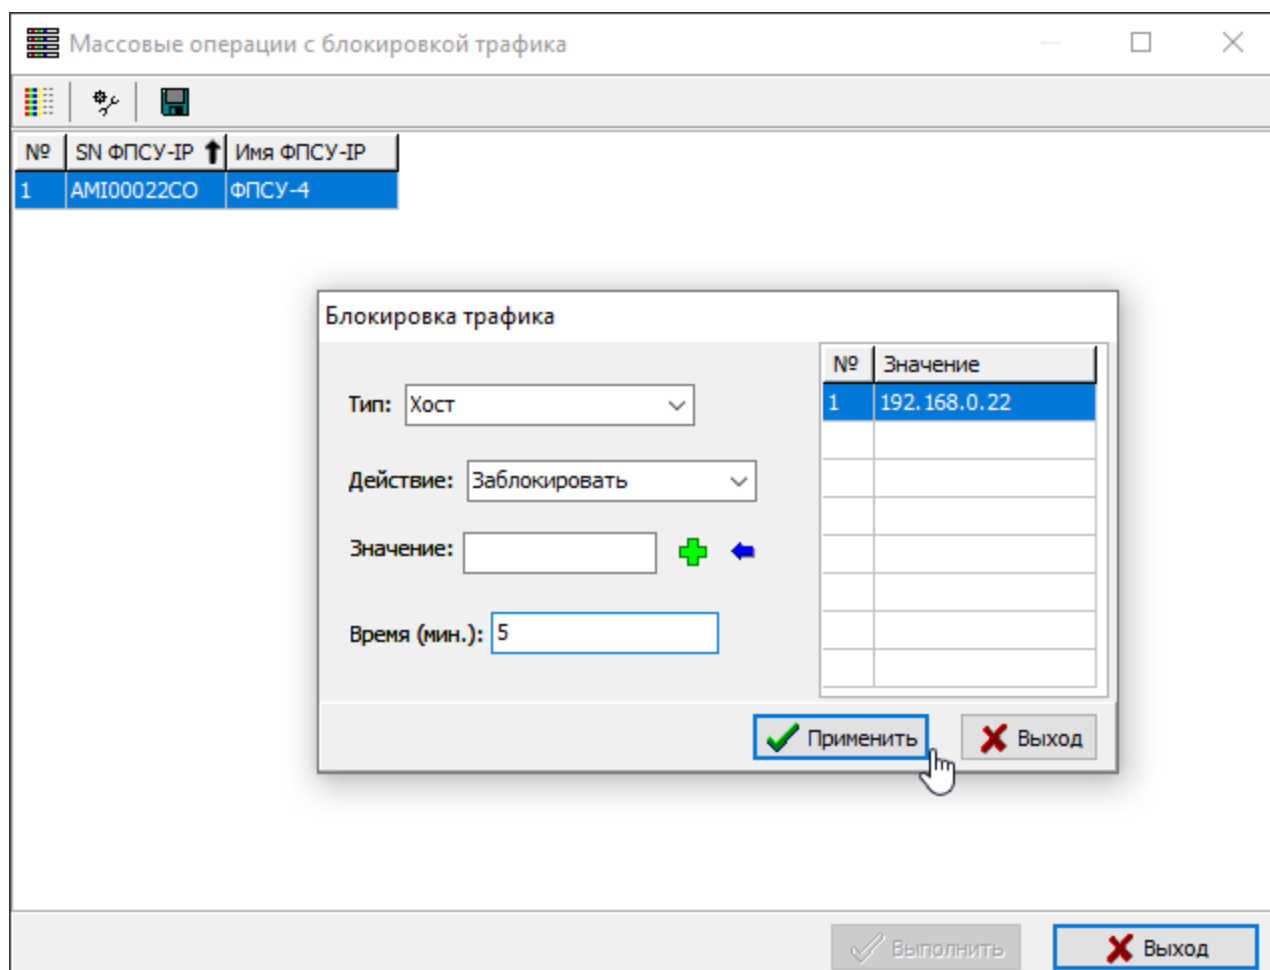 Массовые операции с блокировкой трафика
№ SN ФПСУ-IP Имя ФПСУ-IP
1 AMI00022CO ФПСУ-4
Блокировка трафика
Тип: Хост
Действие: Заблокировать
Значение:
Время (мин.): 5
№ Значение
1 192.168.0.22
Применить Выход
Выполнить Выход